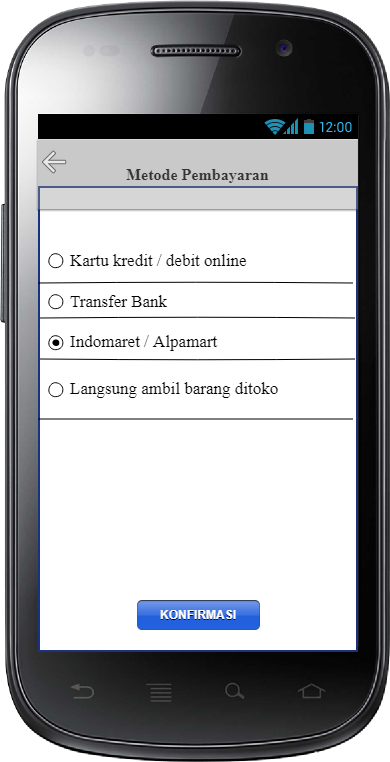 12:00
Metode Pembayaran
Kartu kredit / debit online
Transfer Bank
Indomaret / Alpamart
Langsung ambil barang ditoko
KONFIRMASI